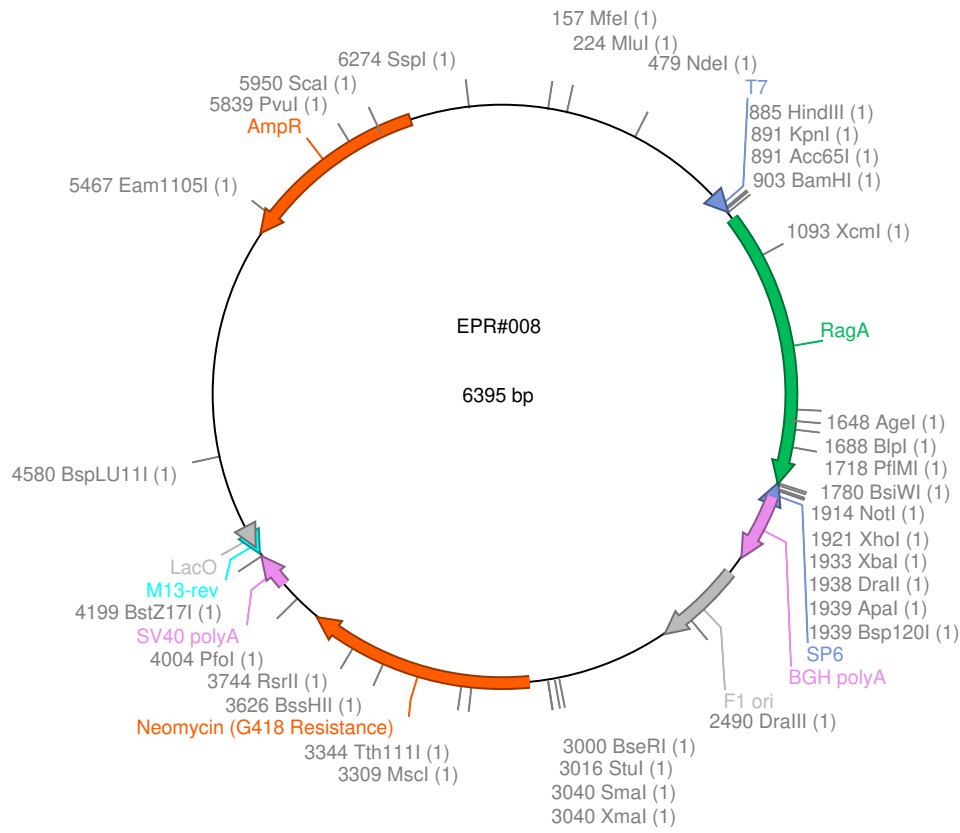 157 MfeI (1)
224 MluI (1)
479 NdeI (1)
T7
885 HindIII (1)
891 KpnI (1)
891 Acc65I (1)
903 BamHI (1)
1093 XcmI (1)
RagA
1648 AgeI (1)
1688 BlpI (1)
1718 PflMI (1)
1780 BsiWI (1)
1914 NotI (1)
1921 XhoI (1)
1933 XbaI (1)
1938 DraII (1)
1939 ApaI (1)
1939 Bsp120I (1)
SP6
BGH polyA
F1 ori
2490 DraIII (1)
3000 BseRI (1)
3016 StuI (1)
3040 SmaI (1)
3040 XmaI (1)
3309 MscI (1)
3344 Tth111I (1)
Neomycin (G418 Resistance)
3626 BssHII (1)
3744 RsrII (1)
4004 PfoI (1)
SV40 polyA
4199 BstZ17I (1)
M13-rev
LacO
4580 BspLU11I (1)
5467 Eam1105I (1)
AmpR
5839 PvuI (1)
5950 ScaI (1)
6274 SspI (1)
EPR#008
6395 bp